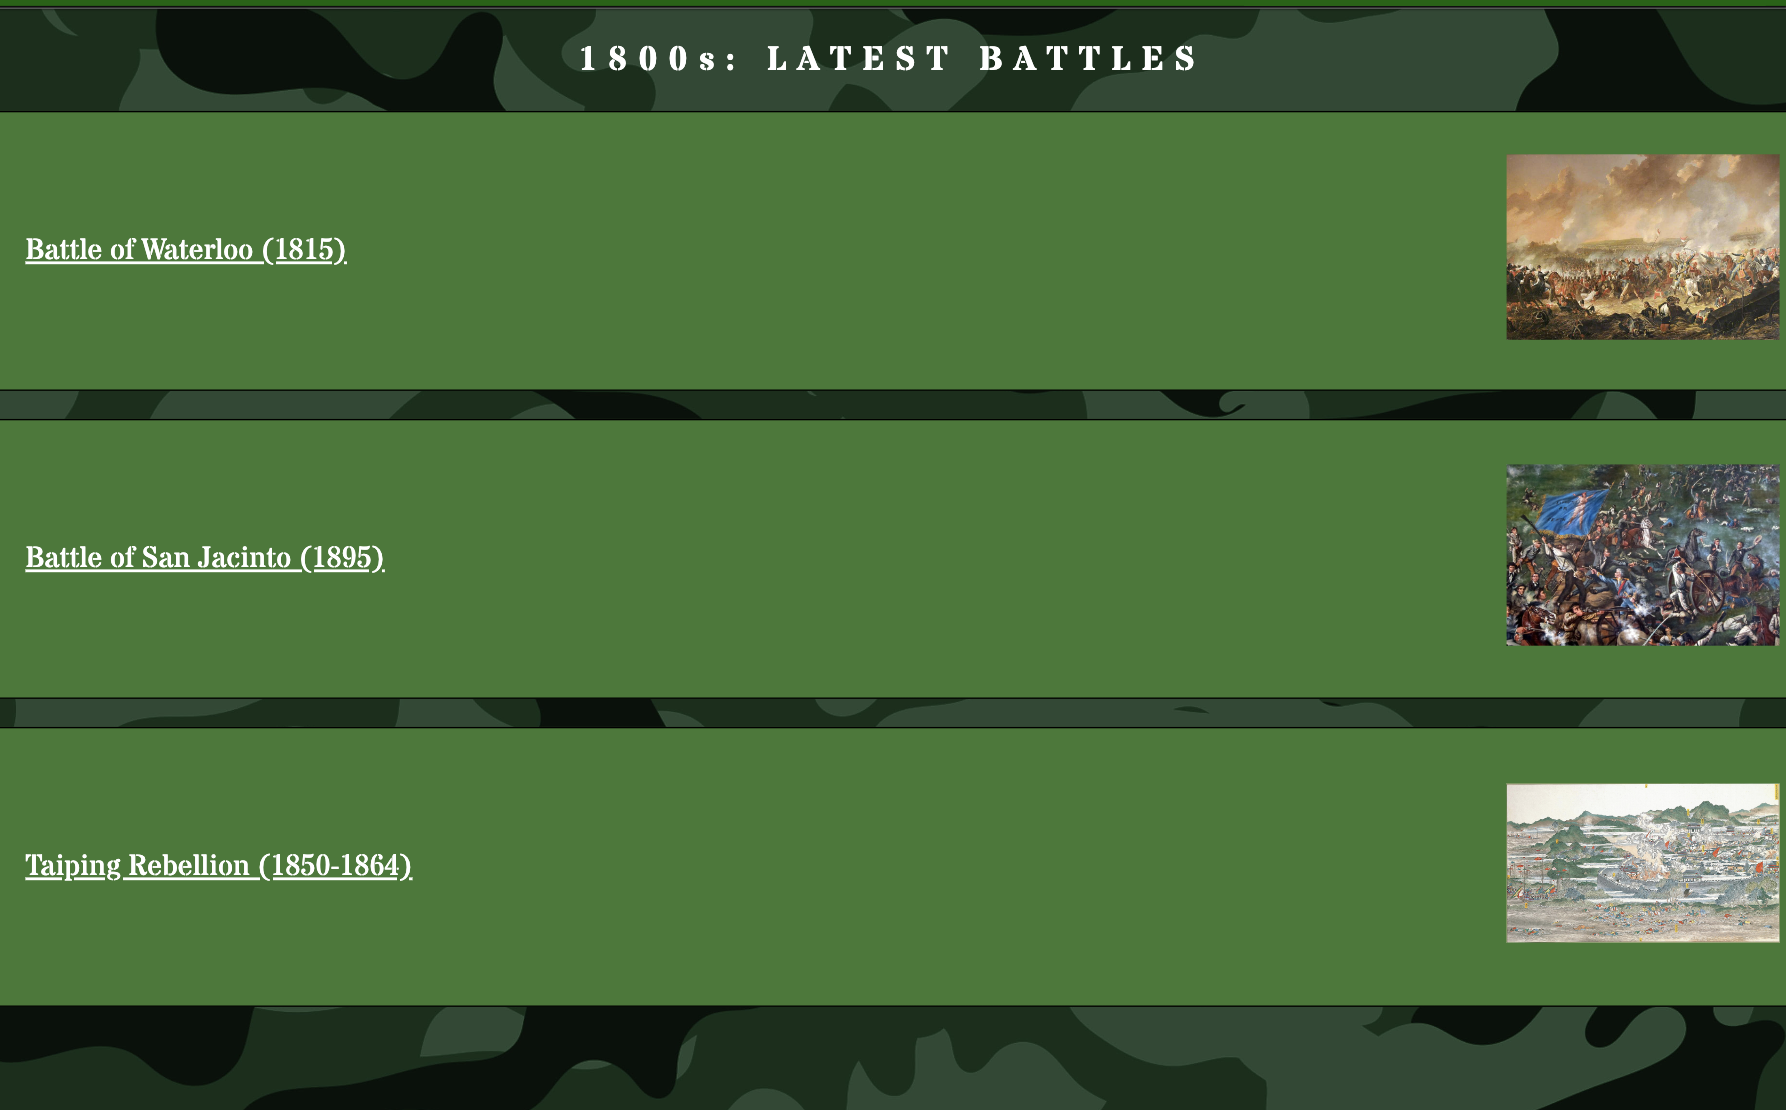 1800s: LATEST BATTLES
Battle of Waterloo (1815)
Battle of San Jacinto (1895)
Taiping Rebellion (1850-1864)